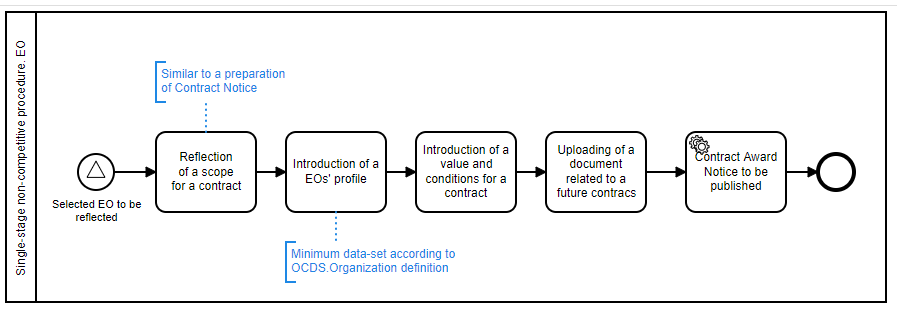 Single-stage non-competitive procedure. EO
Similar to a preparation
of Contract Notice
Selected EO to be
reflected
Reflection
of a scope
for a contract
Introduction of a
EOs' profile
Introduction of a
value and
conditions for a
contract
Uploading of a
document
related to a
future contracs
Contract Award
Notice to be
published
Minimum data-set according to
OCDS.Organization definition